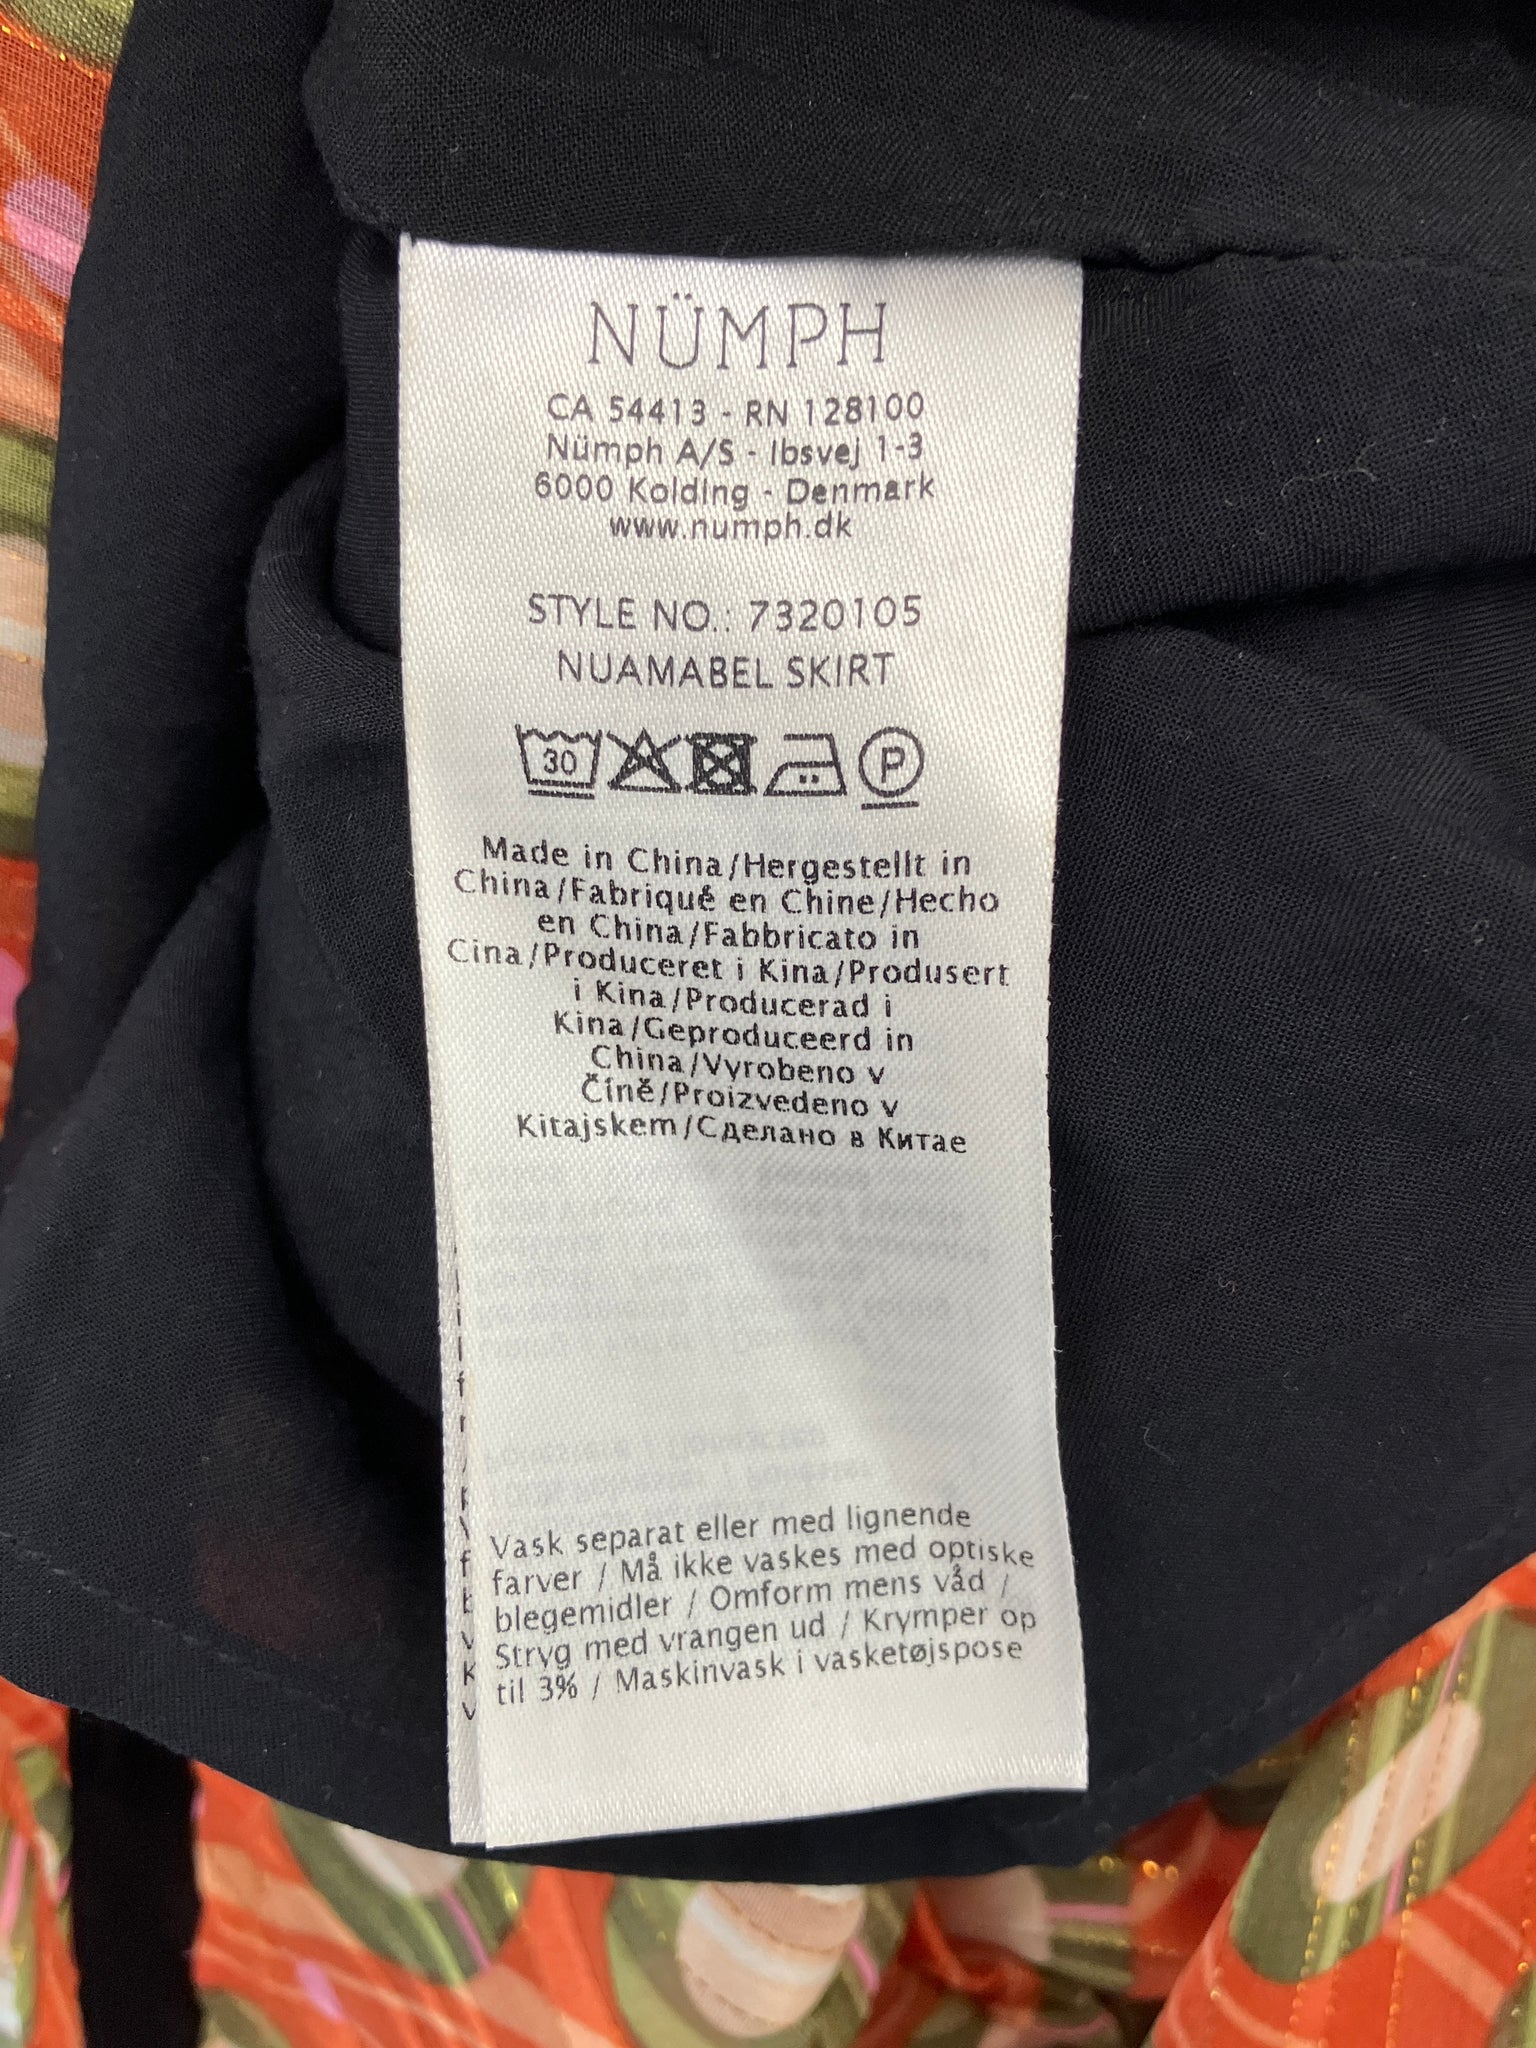 NÜMPH
CA 54413 - RN 128100
Nümph A/S - Ibsvej 1-3
6000 Kolding - Denmark
www.numph.dk
STYLE NO.: 7320105
NUAMABEL SKIRT
30 P
Made in China/Hergestellt in
China/Fabriqué en Chine/Hecho
en China/Fabbricato in
Cina/Produceret i Kina/Produsert
i Kina/Producerad i
Kina/Geproduceerd in
China/Vyrobeno v
Číně/Proizvedeno v
Kitajskem/Сделано в Китае
Vask separat eller med lignende
farver / Må ikke vaskes med optiske
blegemidler / Omform mens våd /
Stryg med vrangen ud / Krymper op
til 3% / Maskinvask i vasketøjspose